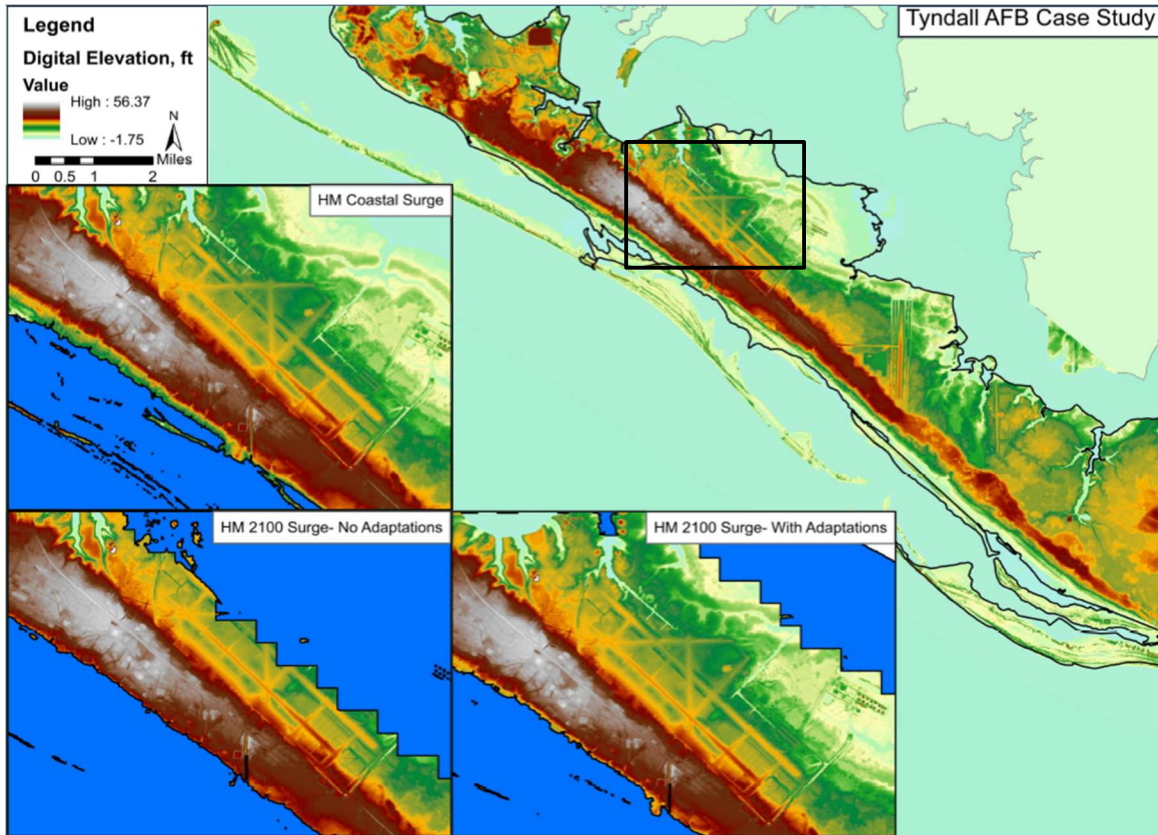 Legend
Digital Elevation, ft
Value
High : 56.37
Low : -1.75
N
Miles
0 0.5 1 2
Tyndall AFB Case Study
HM Coastal Surge
HM 2100 Surge- No Adaptations
HM 2100 Surge- With Adaptations